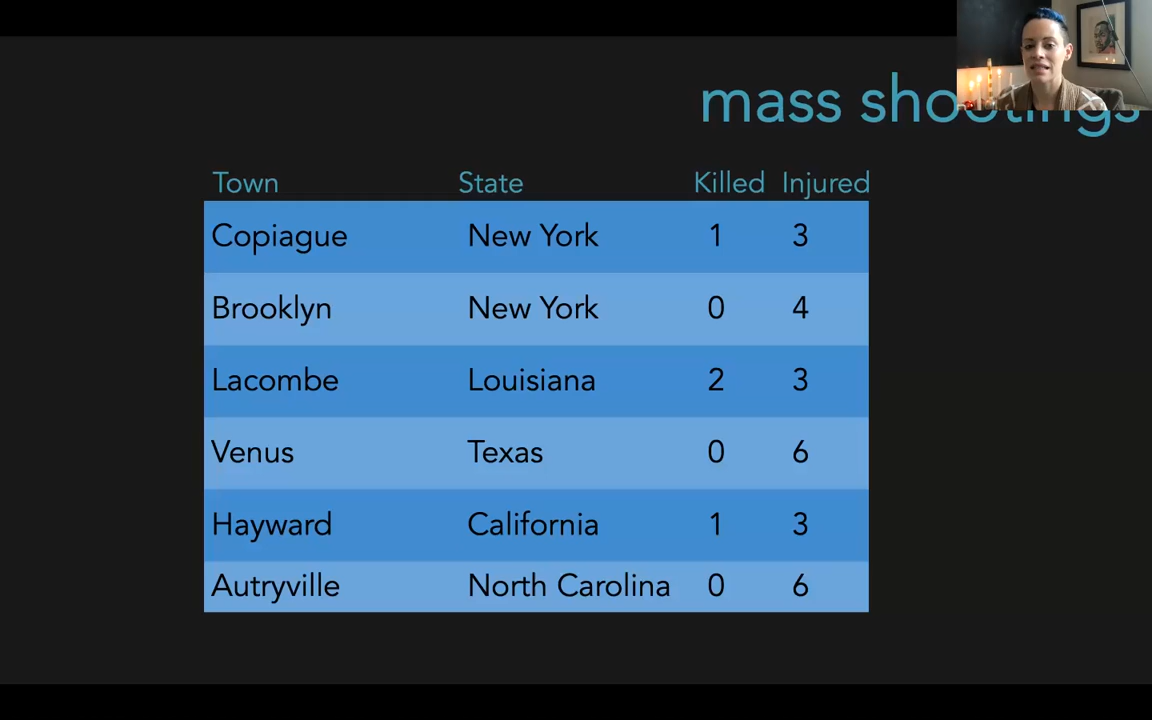 mass shootings
Town State Killed Injured
Copiague New York 1 3
Brooklyn New York 0 4
Lacombe Louisiana 2 3
Venus Texas 0 6
Hayward California 1 3
Autryville North Carolina 0 6